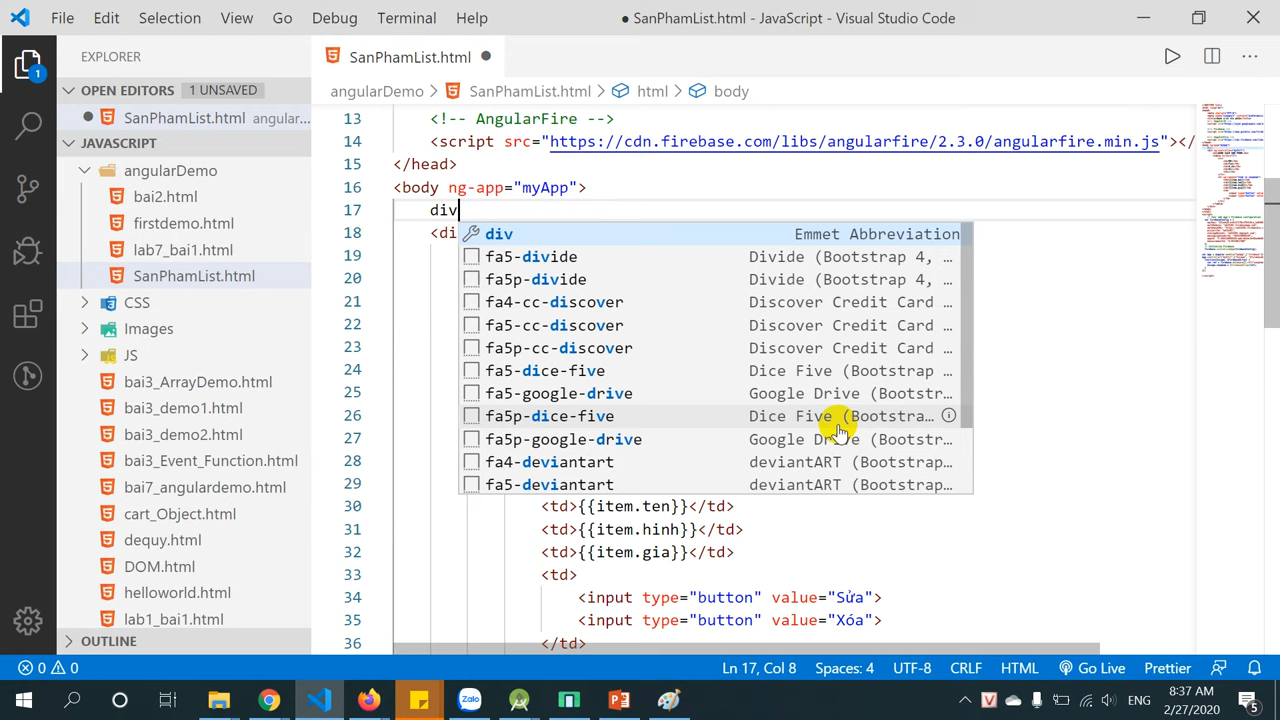 File Edit Selection View Go Debug Terminal Help ● SanPhamList.html - JavaScript - Visual Studio Code
EXPLORER
OPEN EDITORS 1 UNSAVED
SanPhamList.html angular...
JAVASCRIPT
angularDemo
bai2.html
firstdemo.html
lab7_bai1.html
SanPhamList.html
CSS
Images
JS
bai3_ArrayDemo.html
bai3_demo1.html
bai3_demo2.html
bai3_Event_Function.html
bai7_angulardemo.html
cart_Object.html
dequy.html
DOM.html
helloworld.html
lab1_bai1.html
OUTLINE
1
SanPhamList.html
angularDemo > SanPhamList.html > html > body
13 <!-- AngularFire -->
14 <script src="https://cdn.firebase.com/libs/angularfire/2.3.0/angularfire.min.js"></
15 </head>
16 <body ng-app="myApp">
17 div
18 <di
19
20
21
22
23
24
25
26
27
28
29
div Emmet Abbreviation
fa5-divide Divide (Bootstrap 4, ...
fa5p-divide Divide (Bootstrap 4, ...
fa4-cc-discover Discover Credit Card ...
fa5-cc-discover Discover Credit Card ...
fa5p-cc-discover Discover Credit Card ...
fa5-dice-five Dice Five (Bootstrap ...
fa5-google-drive Google Drive (Bootstr...
fa5p-dice-five Dice Five (Bootstra...
fa5p-google-drive Google Drive (Bootstr...
fa4-deviantart deviantART (Bootstrap...
fa5-deviantart deviantART (Bootstrap...
30 <td>{{item.ten}}</td>
31 <td>{{item.hinh}}</td>
32 <td>{{item.gia}}</td>
33 <td>
34 <input type="button" value="Sửa">
35 <input type="button" value="Xóa">
36 </td>
0 0 Ln 17, Col 8 Spaces: 4 UTF-8 CRLF HTML Go Live Prettier
Zalo ENG 8:37 AM
2/27/2020 5